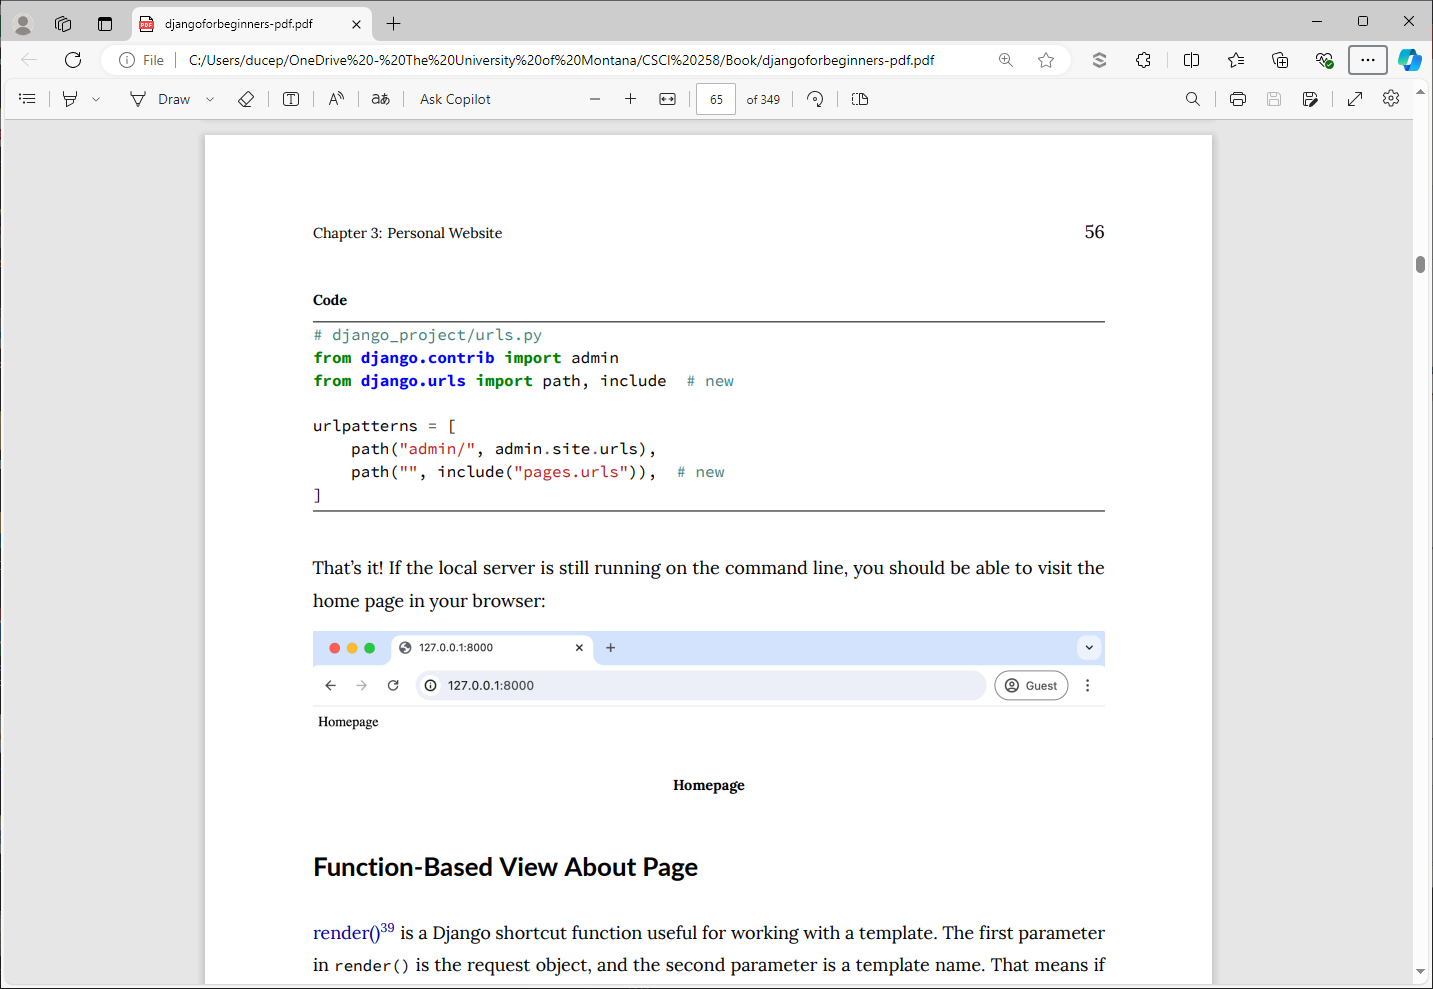 djangoforbeginners-pdf.pdf
File
C:/Users/ducep/OneDrive%20-%20The%20University%20of%20Montana/CSCI%20258/Book/djangoforbeginners-pdf.pdf
Draw
Ask Copilot
65
of 349
Chapter 3: Personal Website
56
Code
# django_project/urls.py
from django.contrib import admin
from django.urls import path, include  # new
urlpatterns = [
    path("admin/", admin.site.urls),
    path("", include("pages.urls")),  # new
]
That’s it! If the local server is still running on the command line, you should be able to visit the
home page in your browser:
127.0.0.1:8000
127.0.0.1:8000
Guest
Homepage
Homepage
Function-Based View About Page
render()39 is a Django shortcut function useful for working with a template. The first parameter
in render() is the request object, and the second parameter is a template name. That means if